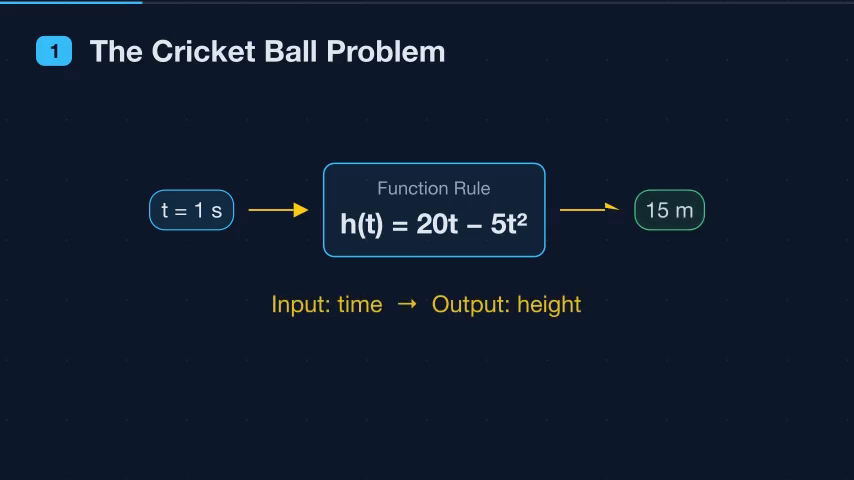 1 The Cricket Ball Problem
Function Rule
t = 1 s
h(t) = 20t − 5t²
15 m
Input: time → Output: height